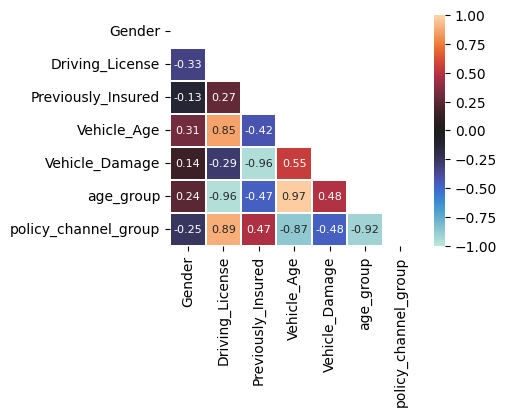 Gender
Driving_License
Previously_Insured
Vehicle_Age
Vehicle_Damage
age_group
policy_channel_group
-0.33
-0.13 0.27
0.31 0.85 -0.42
0.14 -0.29 -0.96 0.55
0.24 -0.96 -0.47 0.97 0.48
-0.25 0.89 0.47 -0.87 -0.48 -0.92
Gender
Driving_License
Previously_Insured
Vehicle_Age
Vehicle_Damage
age_group
policy_channel_group
1.00
0.75
0.50
0.25
0.00
−0.25
−0.50
−0.75
−1.00